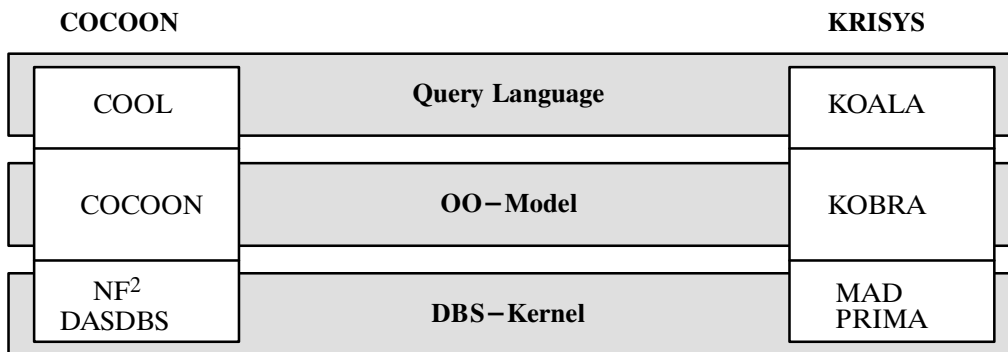 COCOON KRISYS
COOL Query Language KOALA
COCOON OO−Model KOBRA
NF² MAD
DASDBS DBS−Kernel PRIMA